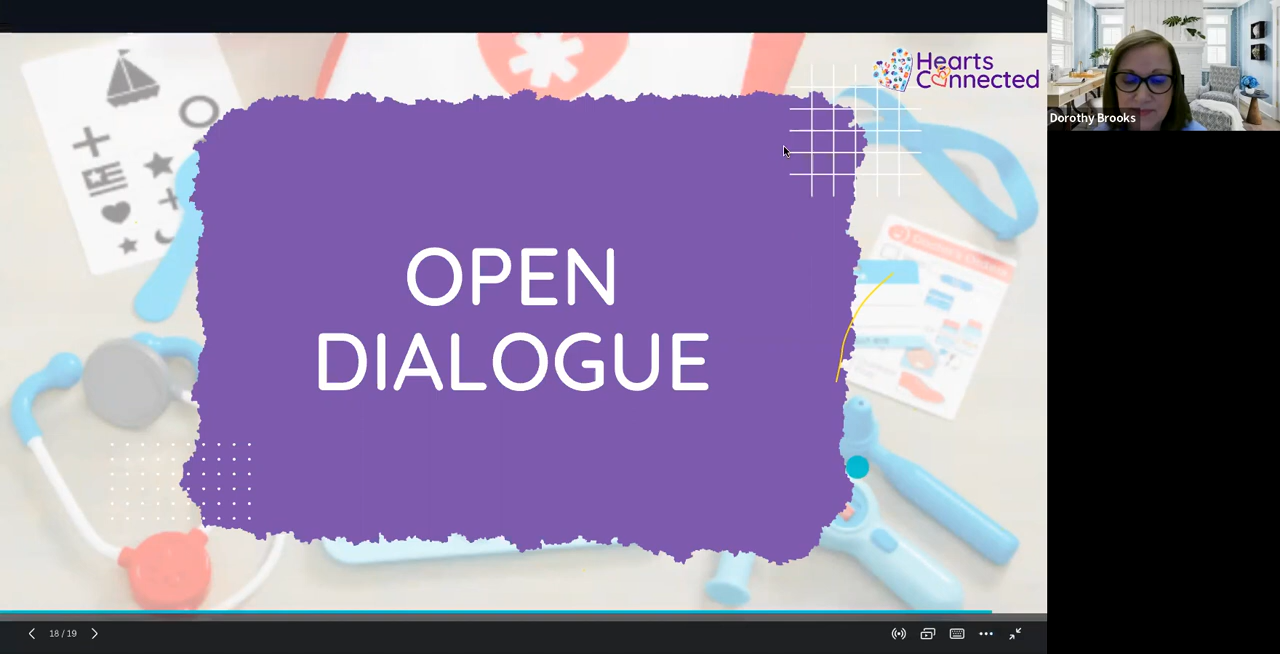 Hearts
Connected
Dorothy Brooks
OPEN
DIALOGUE
18 / 19